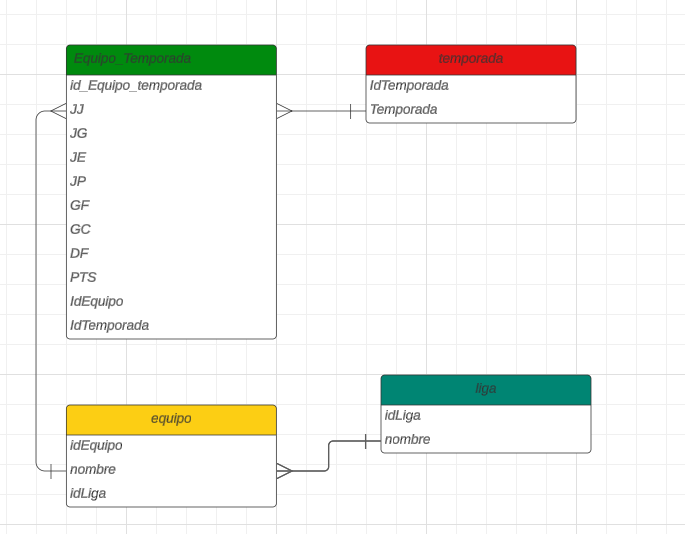 Equipo_Temporada
id_Equipo_temporada
JJ
JG
JE
JP
GF
GC
DF
PTS
IdEquipo
IdTemporada
temporada
IdTemporada
Temporada
equipo
idEquipo
nombre
idLiga
liga
idLiga
nombre